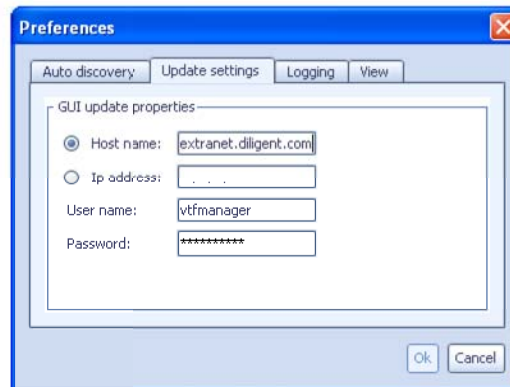 Preferences
Auto discovery Update settings Logging View
GUI update properties
Host name: extranet.diligent.com
Ip address: . . .
User name: vtfmanager
Password: **********
Ok Cancel